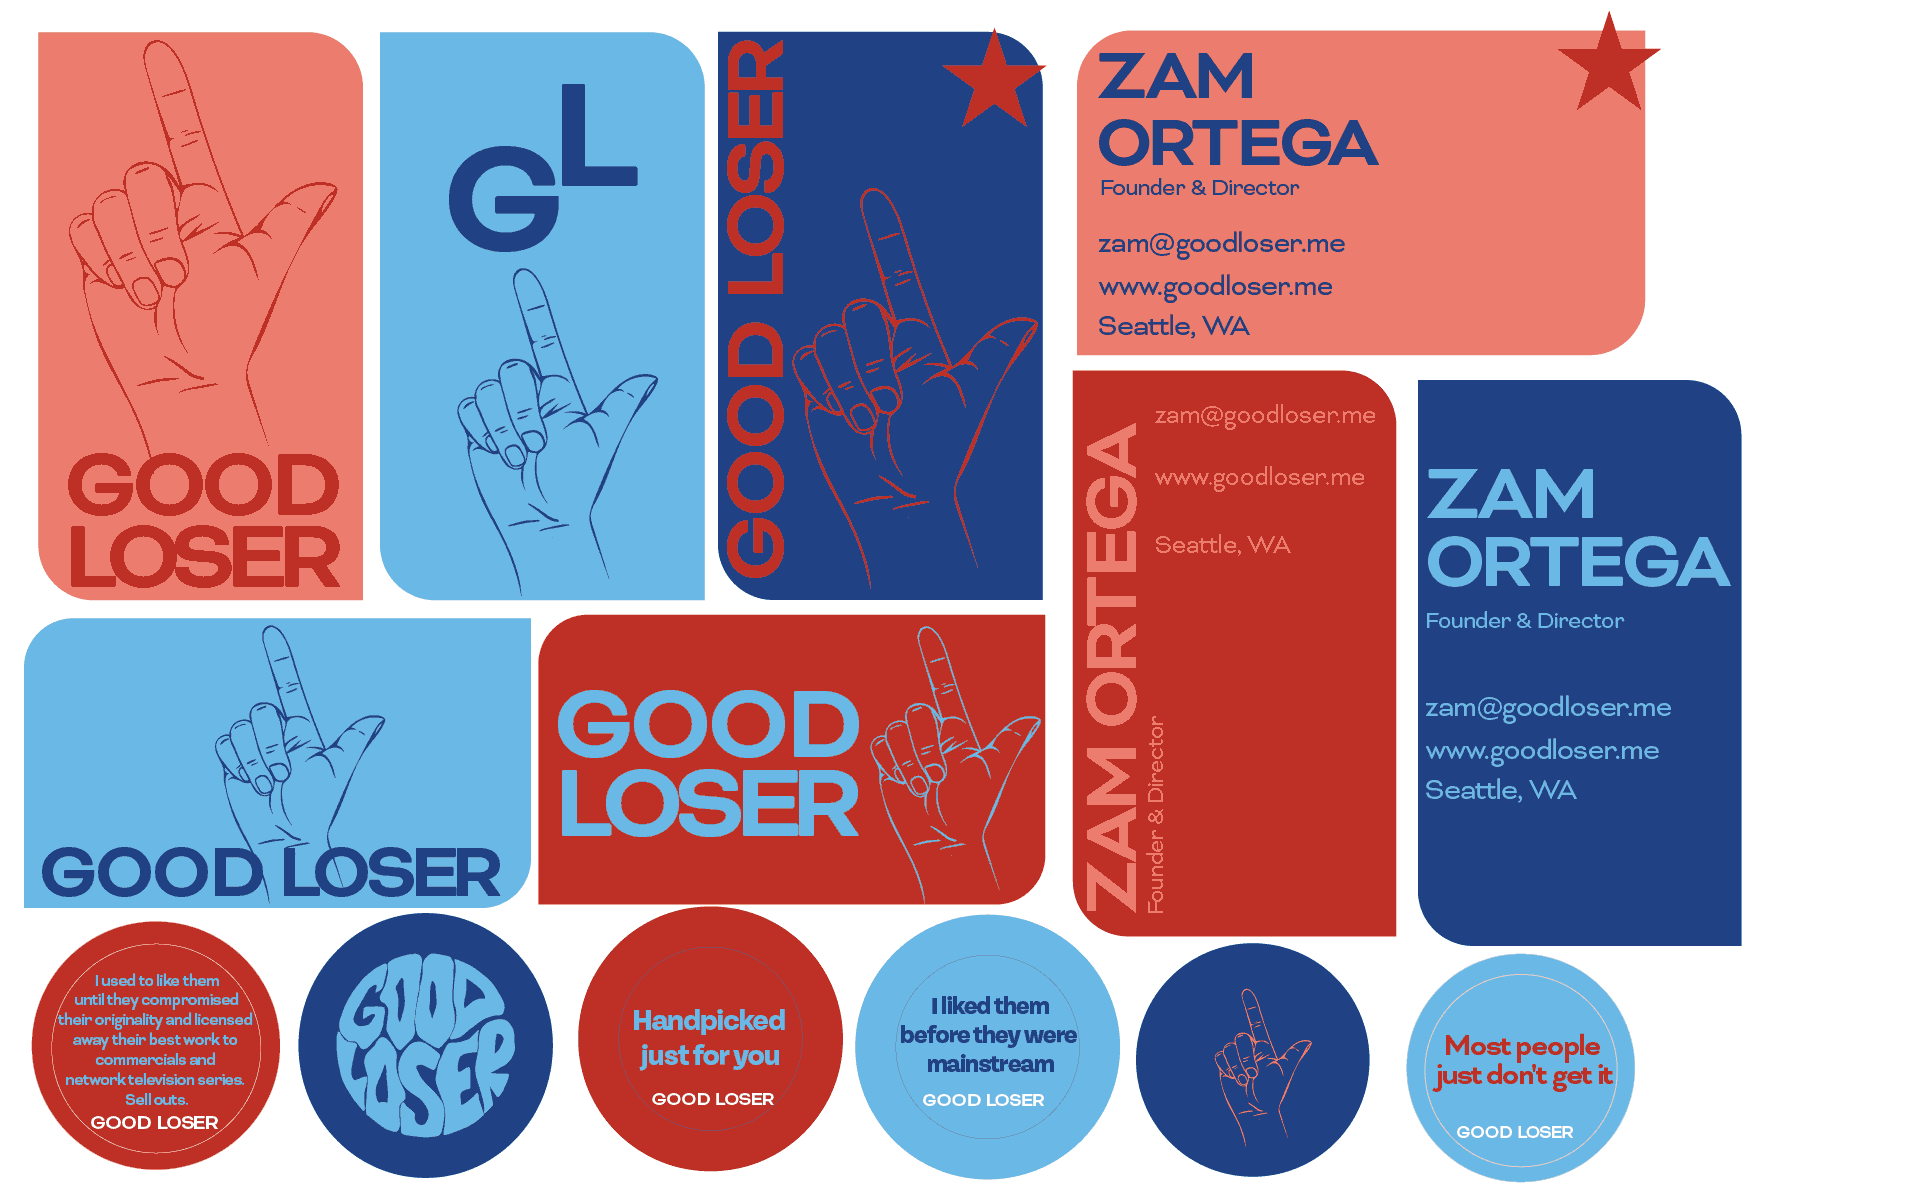 GOOD
LOSER
GL
GOOD LOSER
ZAM
ORTEGA
Founder & Director
zam@goodloser.me
www.goodloser.me
Seattle, WA
GOOD LOSER
GOOD
LOSER
ZAM ORTEGA
Founder & Director
zam@goodloser.me
www.goodloser.me
Seattle, WA
ZAM
ORTEGA
Founder & Director
zam@goodloser.me
www.goodloser.me
Seattle, WA
I used to like them
until they compromised
their originality and licensed
away their best work to
commercials and
network television series.
Sell outs.
GOOD LOSER
GOOD
LOSER
Handpicked
just for you
GOOD LOSER
I liked them
before they were
mainstream
GOOD LOSER
Most people
just don't get it
GOOD LOSER